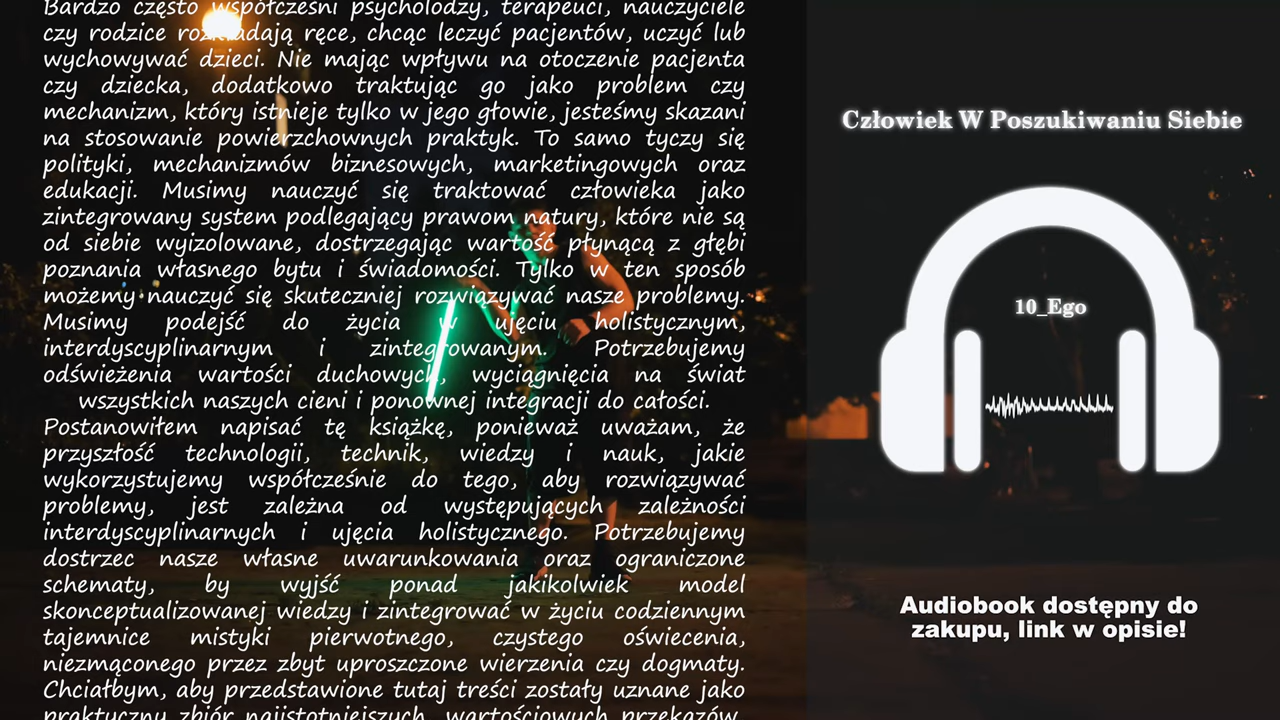 Bardzo często współcześni psycholodzy, terapeuci, nauczyciele
czy rodzice rozkładają ręce, chcąc leczyć pacjentów, uczyć lub
wychowywać dzieci. Nie mając wpływu na otoczenie pacjenta
czy dziecka, dodatkowo traktując go jako problem czy
mechanizm, który istnieje tylko w jego głowie, jesteśmy skazani
na stosowanie powierzchownych praktyk. To samo tyczy się
polityki, mechanizmów biznesowych, marketingowych oraz
edukacji. Musimy nauczyć się traktować człowieka jako
zintegrowany system podlegający prawom natury, które nie są
od siebie wyizolowane, dostrzegając wartość płynącą z głębi
poznania własnego bytu i świadomości. Tylko w ten sposób
możemy nauczyć się skuteczniej rozwiązywać nasze problemy.
Musimy podejść do życia w ujęciu holistycznym,
interdyscyplinarnym i zintegrowanym. Potrzebujemy
odświeżenia wartości duchowych, wyciągnięcia na świat
wszystkich naszych cieni i ponownej integracji do całości.
Postanowiłem napisać tę książkę, ponieważ uważam, że
przyszłość technologii, technik, wiedzy i nauk, jakie
wykorzystujemy współcześnie do tego, aby rozwiązywać
problemy, jest zależna od występujących zależności
interdyscyplinarnych i ujęcia holistycznego. Potrzebujemy
dostrzec nasze własne uwarunkowania oraz ograniczone
schematy, by wyjść ponad jakikolwiek model
skonceptualizowanej wiedzy i zintegrować w życiu codziennym
tajemnice mistyki pierwotnego, czystego oświecenia,
niezmąconego przez zbyt uproszczone wierzenia czy dogmaty.
Chciałbym, aby przedstawione tutaj treści zostały uznane jako
praktyczny zbiór najistotniejszych, wartościowych przekazów,
Człowiek W Poszukiwaniu Siebie
10_Ego
Audiobook dostępny do
zakupu, link w opisie!